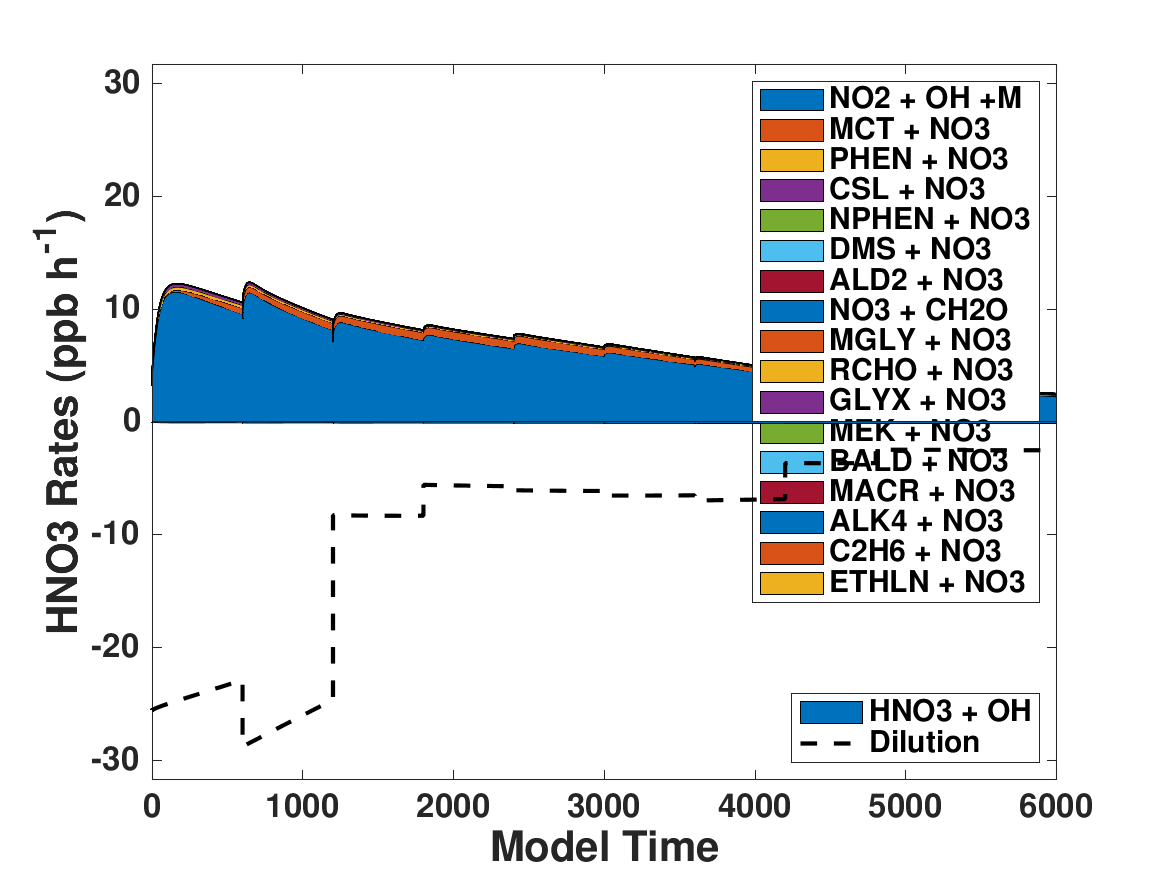 30
20
10
0
-10
-20
-30
HNO3 Rates (ppb h-1)
NO2 + OH +M
MCT + NO3
PHEN + NO3
CSL + NO3
NPHEN + NO3
DMS + NO3
ALD2 + NO3
NO3 + CH2O
MGLY + NO3
RCHO + NO3
GLYX + NO3
MEK + NO3
BALD + NO3
MACR + NO3
ALK4 + NO3
C2H6 + NO3
ETHLN + NO3
HNO3 + OH
Dilution
0 1000 2000 3000 4000 5000 6000
Model Time